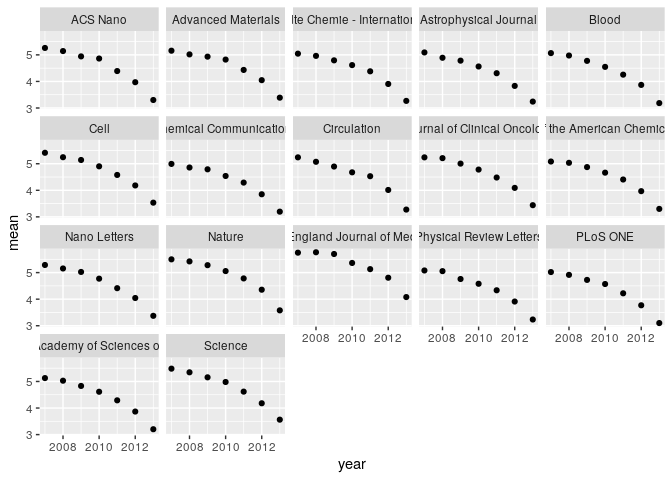 ACS Nano
Advanced Materials
lte Chemie - Internation
Astrophysical Journal
Blood
5
4
3
Cell
hemical Communicatio
Circulation
urnal of Clinical Oncolo
f the American Chemic
5
4
3
Nano Letters
Nature
England Journal of Med
Physical Review Letters
PLoS ONE
5
4
3
2008 2010 2012
2008 2010 2012
2008 2010 2012
Academy of Sciences o
Science
5
4
3
2008 2010 2012
2008 2010 2012
mean
year